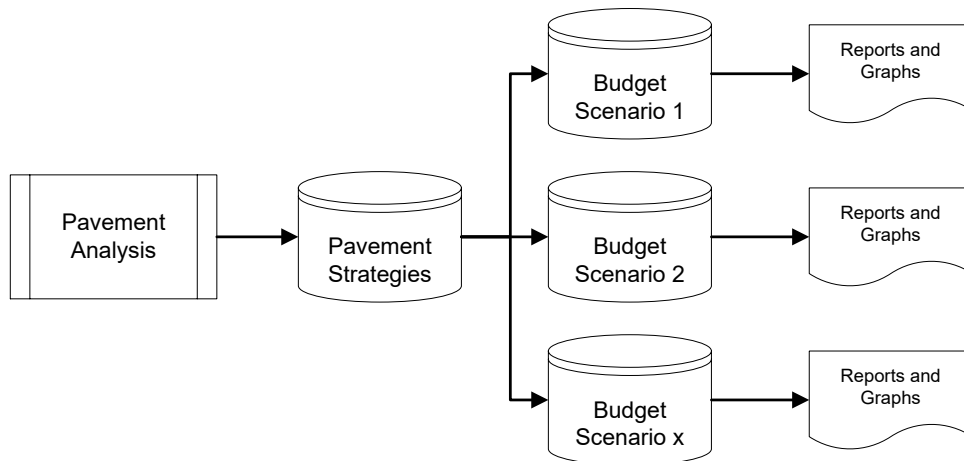 Pavement
Analysis
Pavement
Strategies
Budget
Scenario 1
Reports and
Graphs
Budget
Scenario 2
Reports and
Graphs
Budget
Scenario x
Reports and
Graphs